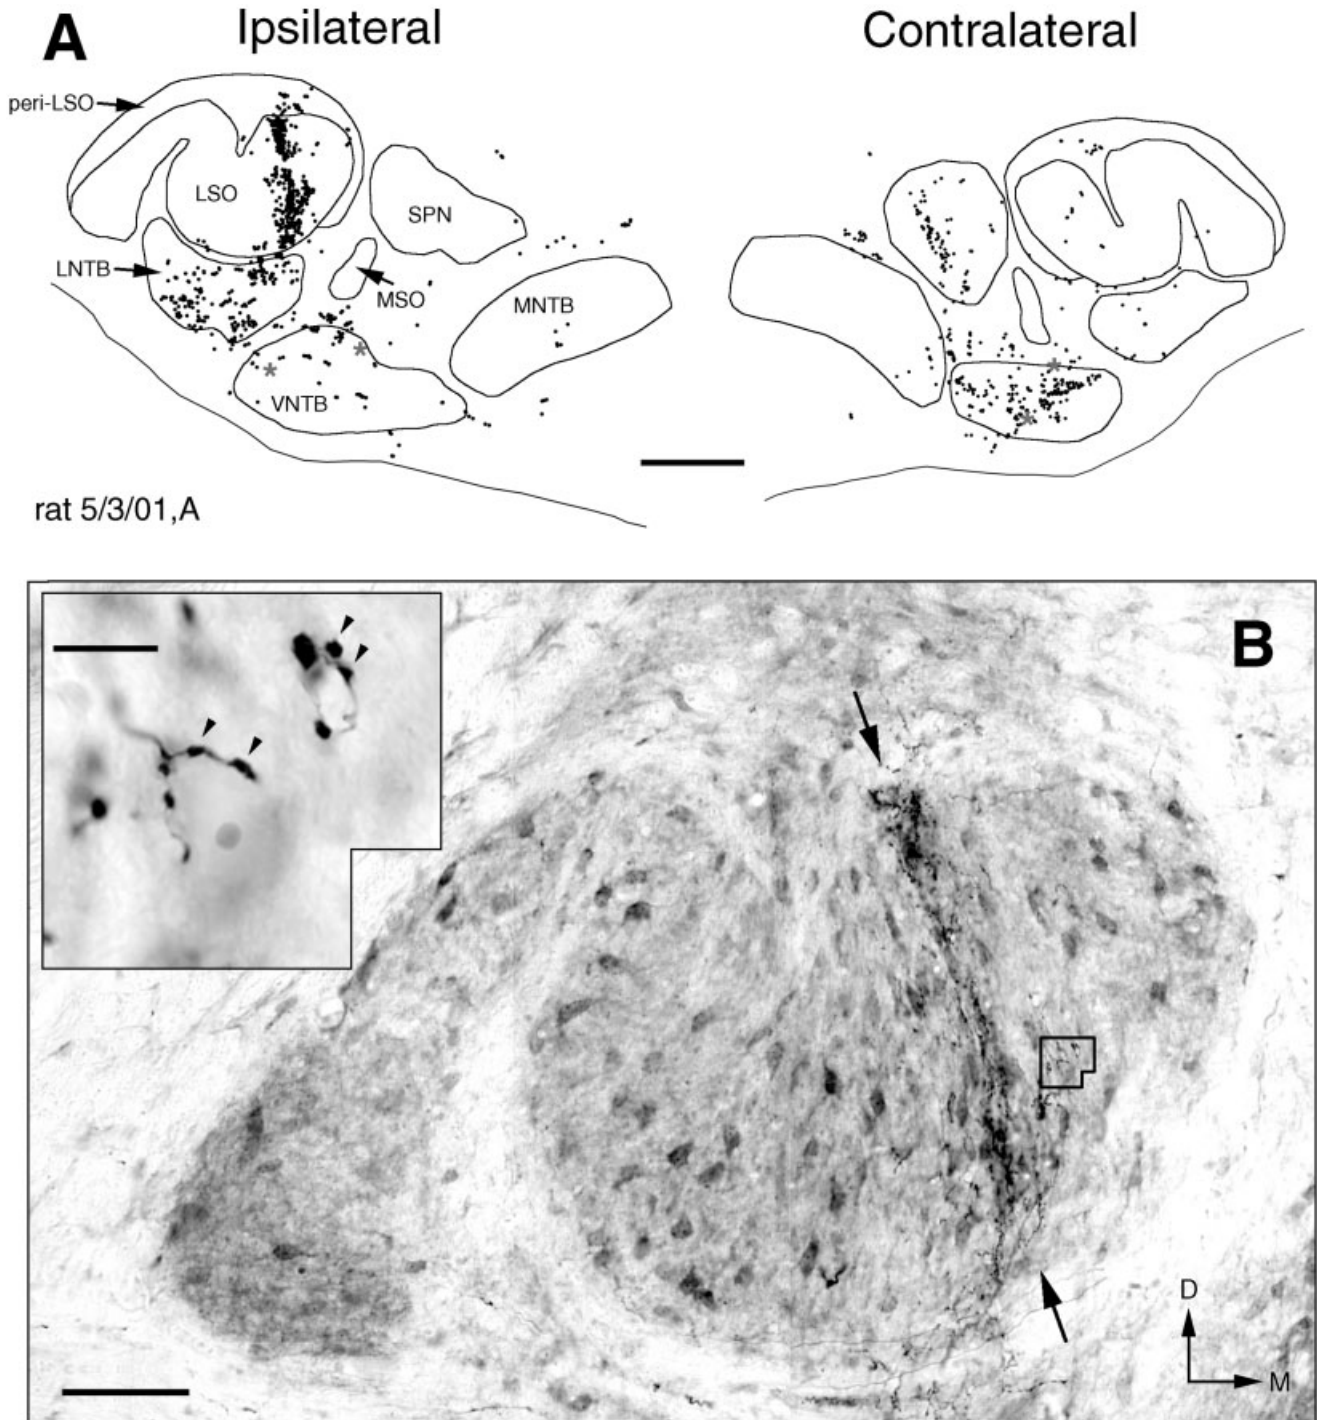 A
Ipsilateral
Contralateral
peri-LSO
LSO
SPN
LNTB
MSO
MNTB
*
*
*
*
VNTB
rat 5/3/01,A
B
D
M